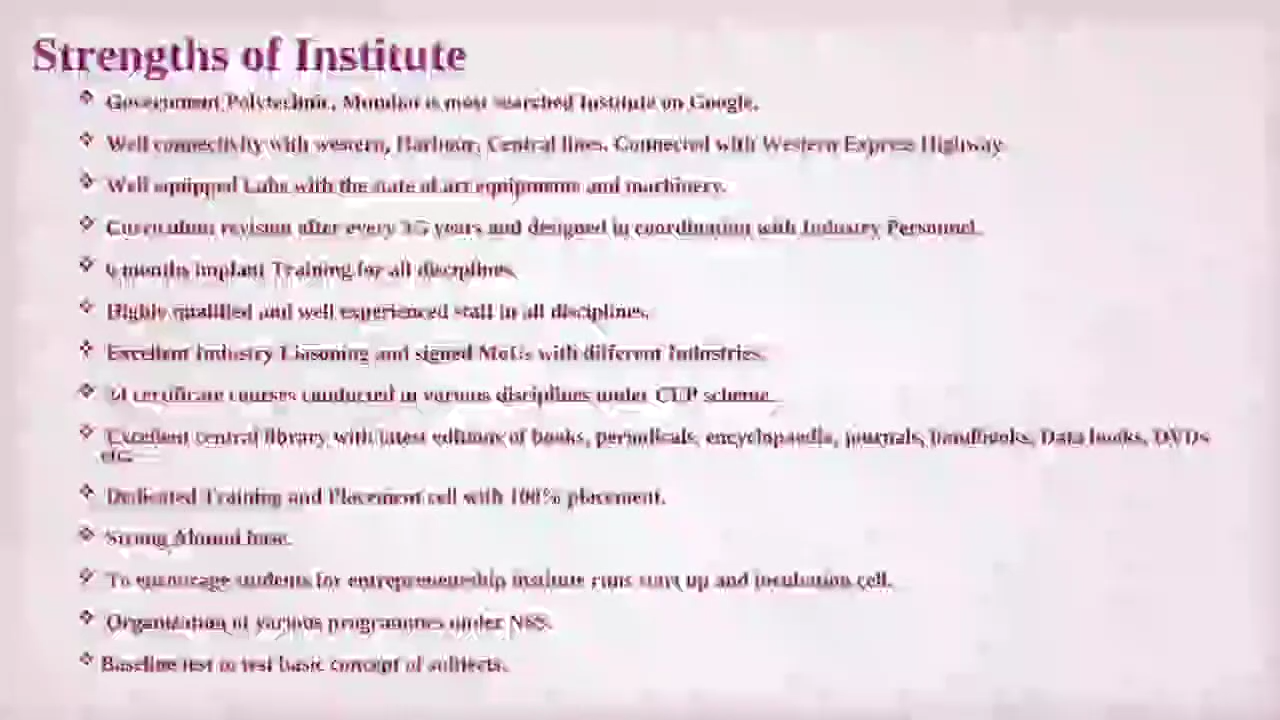 Strengths of Institute
Government Polytechnic, Mumbai is most searched Institute on Google.
Well connectivity with western, Harbour, Central lines. Connected with Western Express Highway.
Well equipped Labs with the state of art equipments and machinery.
Curriculum revision after every years and designed in coordination with Industry Personnel.
6 months implant Training for all disciplines.
Highly qualified and well experienced staff in all disciplines.
Excellent Industry Liasoning and signed MoUs with different Industries.
certificate courses conducted in various disciplines under scheme.
Excellent central library with latest editions of books, periodicals, encyclopaedia, journals, handbooks, Data books, DVDs
etc.
Dedicated Training and Placement cell with 100% placement.
Strong Alumni base.
To encourage students for entrepreneurship institute runs start up and incubation cell.
Organization of various programmes under NSS.
Baseline test to test basic concept of subjects.